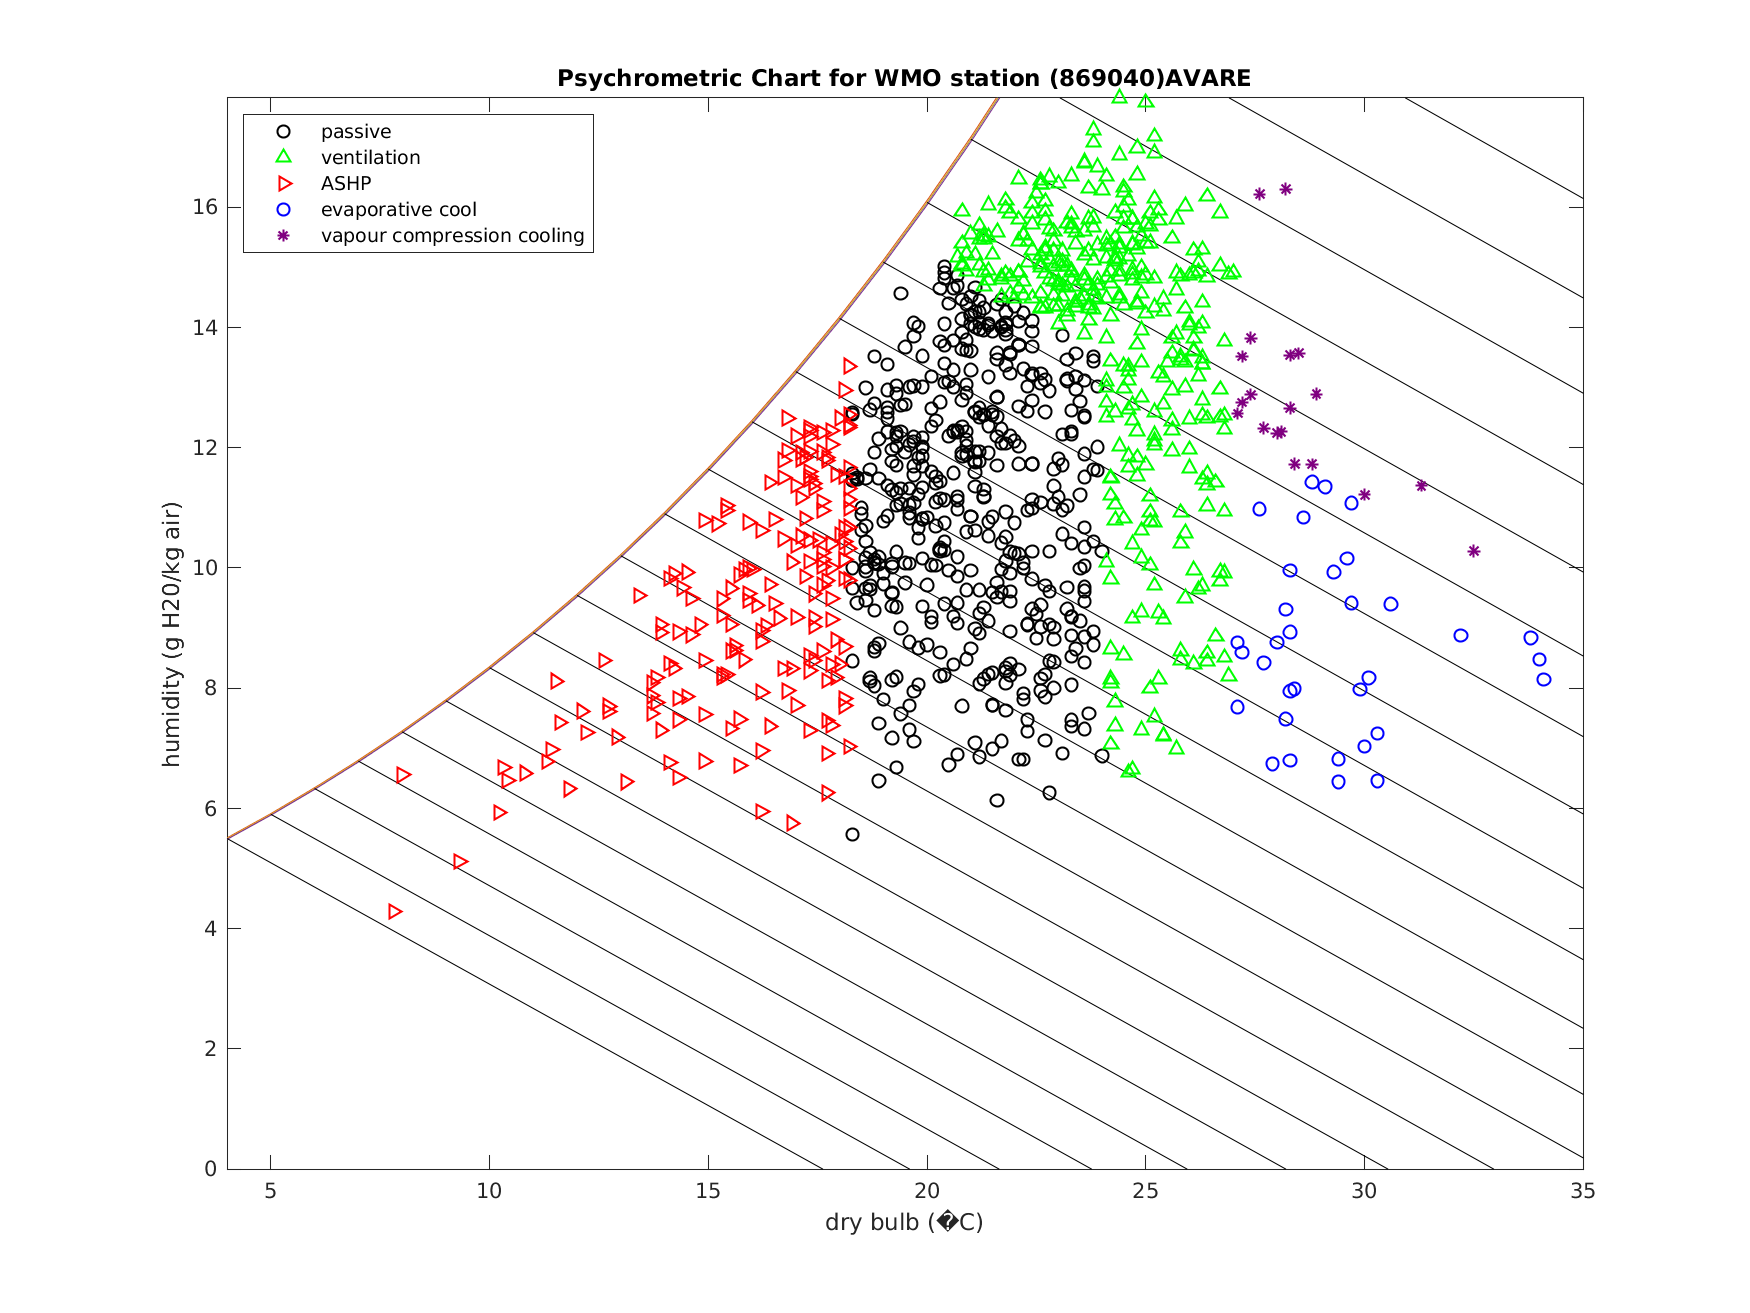 Psychrometric Chart for WMO station (869040)AVARE
passive
ventilation
ASHP
evaporative cool
vapour compression cooling
humidity (g H20/kg air)
16
14
12
10
8
6
4
2
0
5 10 15 20 25 30 35
dry bulb (�C)